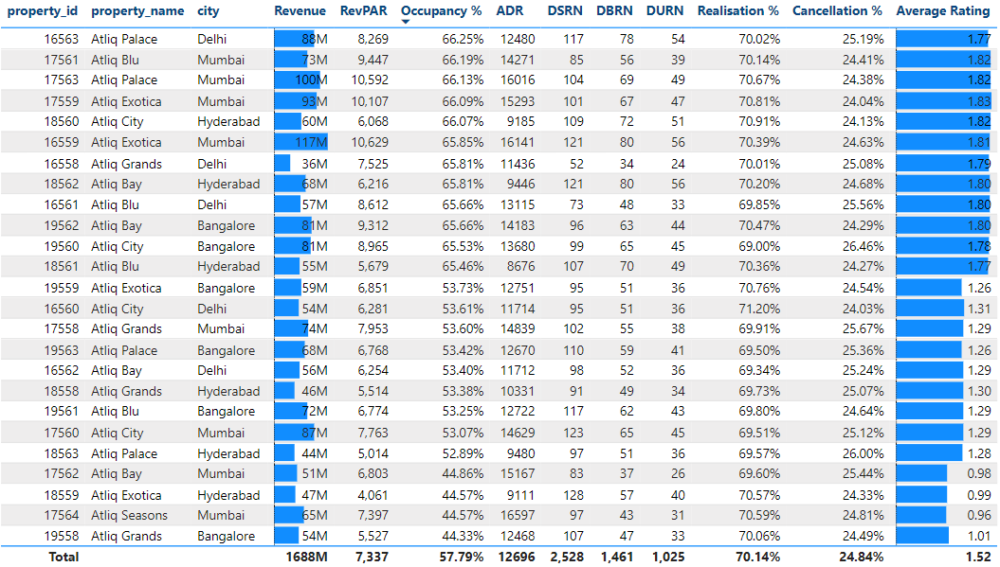 property_id property_name city Revenue RevPAR Occupancy % ADR DSRN DBRN DURN Realisation % Cancellation % Average Rating
16563 Atliq Palace Delhi 88M 8,269 66.25% 12480 117 78 54 70.02% 25.19% 1.77
17561 Atliq Blu Mumbai 73M 9,447 66.19% 14271 85 56 39 70.14% 24.41% 1.82
17563 Atliq Palace Mumbai 100M 10,592 66.13% 16016 104 69 49 70.67% 24.38% 1.82
17559 Atliq Exotica Mumbai 93M 10,107 66.09% 15293 101 67 47 70.81% 24.04% 1.83
18560 Atliq City Hyderabad 60M 6,068 66.07% 9185 109 72 51 70.91% 24.13% 1.82
16559 Atliq Exotica Mumbai 117M 10,629 65.85% 16141 121 80 56 70.39% 24.63% 1.81
16558 Atliq Grands Delhi 36M 7,525 65.81% 11436 52 34 24 70.01% 25.08% 1.79
18562 Atliq Bay Hyderabad 68M 6,216 65.81% 9446 121 80 56 70.20% 24.68% 1.80
16561 Atliq Blu Delhi 57M 8,612 65.66% 13115 73 48 33 69.85% 25.56% 1.80
19562 Atliq Bay Bangalore 81M 9,312 65.66% 14183 96 63 44 70.47% 24.29% 1.80
19560 Atliq City Bangalore 81M 8,965 65.53% 13680 99 65 45 69.00% 26.46% 1.78
18561 Atliq Blu Hyderabad 55M 5,679 65.46% 8676 107 70 49 70.36% 24.27% 1.77
19559 Atliq Exotica Bangalore 59M 6,851 53.73% 12751 95 51 36 70.76% 24.54% 1.26
16560 Atliq City Delhi 54M 6,281 53.61% 11714 95 51 36 71.20% 24.03% 1.31
17558 Atliq Grands Mumbai 74M 7,953 53.60% 14839 102 55 38 69.91% 25.67% 1.29
19563 Atliq Palace Bangalore 68M 6,768 53.42% 12670 110 59 41 69.50% 25.36% 1.26
16562 Atliq Bay Delhi 56M 6,254 53.40% 11712 98 52 36 69.34% 25.24% 1.29
18558 Atliq Grands Hyderabad 46M 5,514 53.38% 10331 91 49 34 69.73% 25.07% 1.30
19561 Atliq Blu Bangalore 72M 6,774 53.25% 12722 117 62 43 69.80% 24.64% 1.29
17560 Atliq City Mumbai 87M 7,763 53.07% 14629 123 65 45 69.51% 25.12% 1.29
18563 Atliq Palace Hyderabad 44M 5,014 52.89% 9480 97 51 36 69.57% 26.00% 1.28
17562 Atliq Bay Mumbai 51M 6,803 44.86% 15167 83 37 26 69.60% 25.44% 0.98
18559 Atliq Exotica Hyderabad 47M 4,061 44.57% 9111 128 57 40 70.57% 24.33% 0.99
17564 Atliq Seasons Mumbai 65M 7,397 44.57% 16597 97 43 31 70.59% 24.81% 0.96
19558 Atliq Grands Bangalore 54M 5,527 44.33% 12468 107 47 33 70.06% 24.49% 1.01
Total 1688M 7,337 57.79% 12696 2,528 1,461 1,025 70.14% 24.84% 1.52